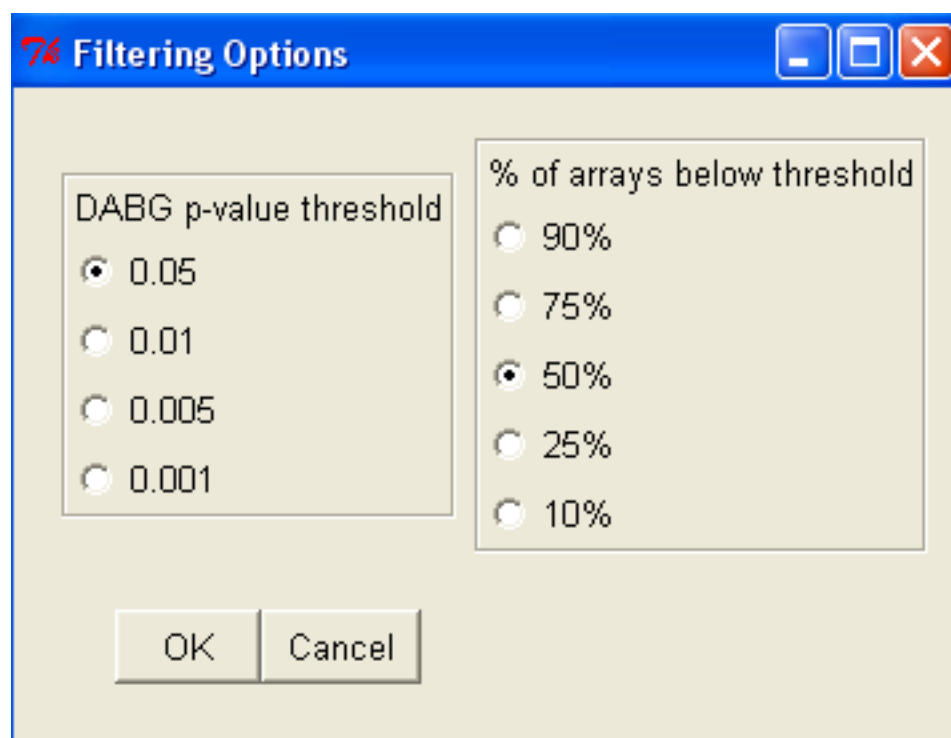 Filtering Options
DABG p-value threshold
0.05
0.01
0.005
0.001
% of arrays below threshold
90%
75%
50%
25%
10%
OK
Cancel